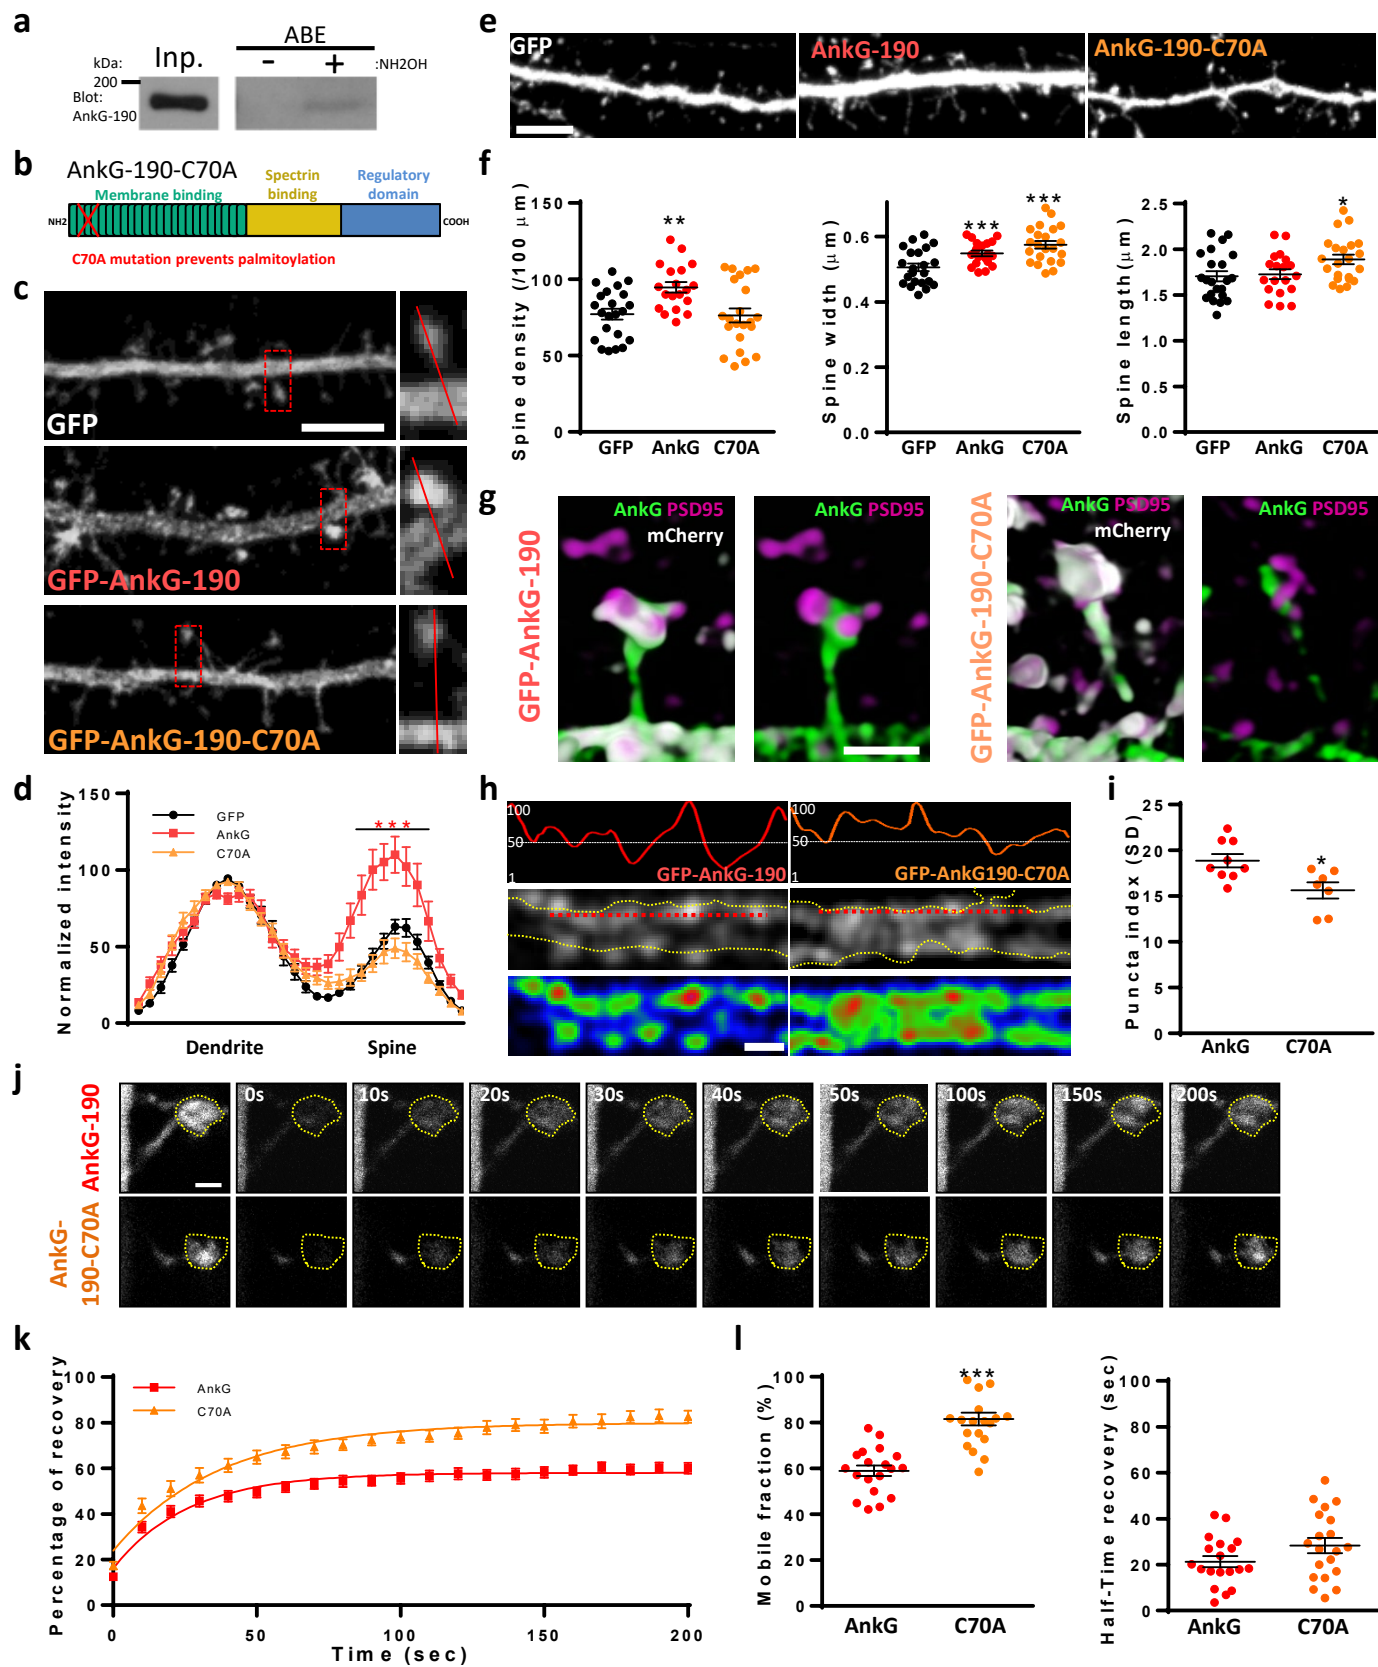 a
ABE
Inp.
kDa:
- + :NH2OH
200
Blot:
AnkG-190
b
AnkG-190-C70A
Membrane binding
Spectrin binding
Regulatory domain
NH2
COOH
C70A mutation prevents palmitoylation
c
GFP
GFP-AnkG-190
GFP-AnkG-190-C70A
d
Normalized intensity
150
100
50
0
GFP
AnkG
C70A
***
Dendrite
Spine
e
GFP
AnkG-190
AnkG-190-C70A
f
Spine density (/100 μm)
150
100
50
0
**
GFP AnkG C70A
Spine width (μm)
0.6
0.4
0.2
0.0
***
***
GFP AnkG C70A
Spine length (μm)
2.5
2.0
1.5
1.0
0.5
0.0
*
GFP AnkG C70A
g
GFP-AnkG-190
AnkG PSD95
mCherry
AnkG PSD95
GFP-AnkG-190-C70A
AnkG PSD95
mCherry
AnkG PSD95
h
100
50
1
GFP-AnkG-190
100
50
1
GFP-AnkG190-C70A
i
Puncta index (SD)
25
20
15
10
5
0
*
AnkG C70A
j
AnkG-190
0s 10s 20s 30s 40s 50s 100s 150s 200s
AnkG-
190-C70A
k
Percentage of recovery
100
80
60
40
20
0
AnkG
C70A
0 50 100 150 200
Time (sec)
l
Mobile fraction (%)
100
80
60
40
20
0
***
AnkG C70A
Half-Time recovery (sec)
100
80
60
40
20
0
AnkG C70A